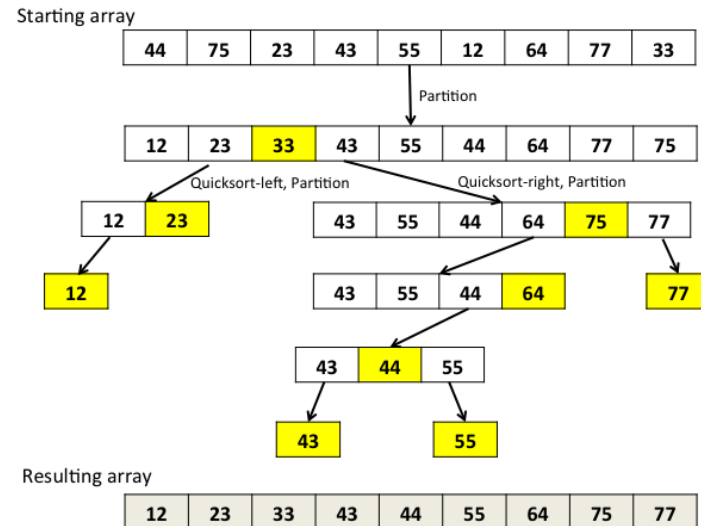 Starting array
44 75 23 43 55 12 64 77 33
Partition
12 23 33 43 55 44 64 77 75
Quicksort-left, Partition Quicksort-right, Partition
12 23 43 55 44 64 75 77
12 43 55 44 64 77
43 44 55
43 55
Resulting array
12 23 33 43 44 55 64 75 77